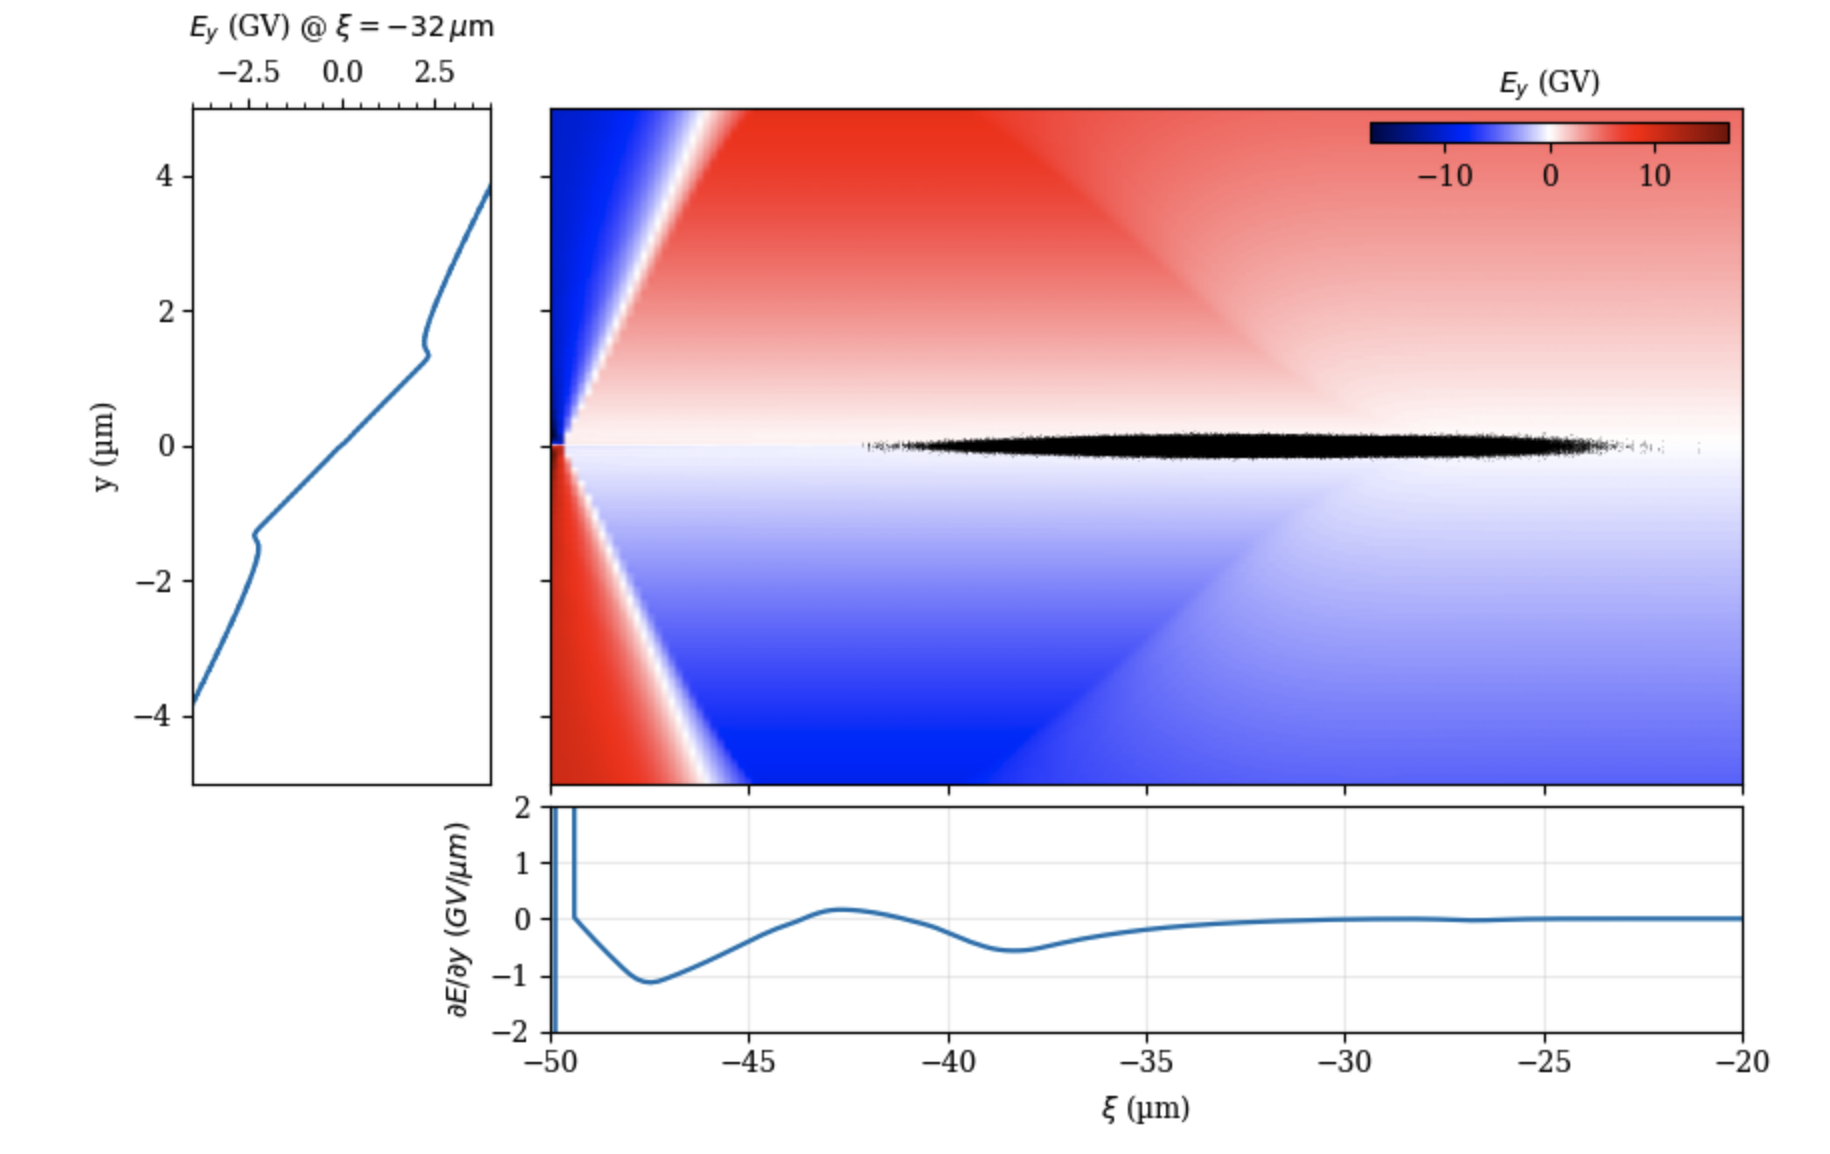 E_y (GV) @ ξ = −32 μm
−2.5 0.0 2.5
E_y (GV)
−10 0 10
4
2
0
−2
−4
y (µm)
2
1
0
−1
−2
∂E/∂y (GV/μm)
−50 −45 −40 −35 −30 −25 −20
ξ (µm)